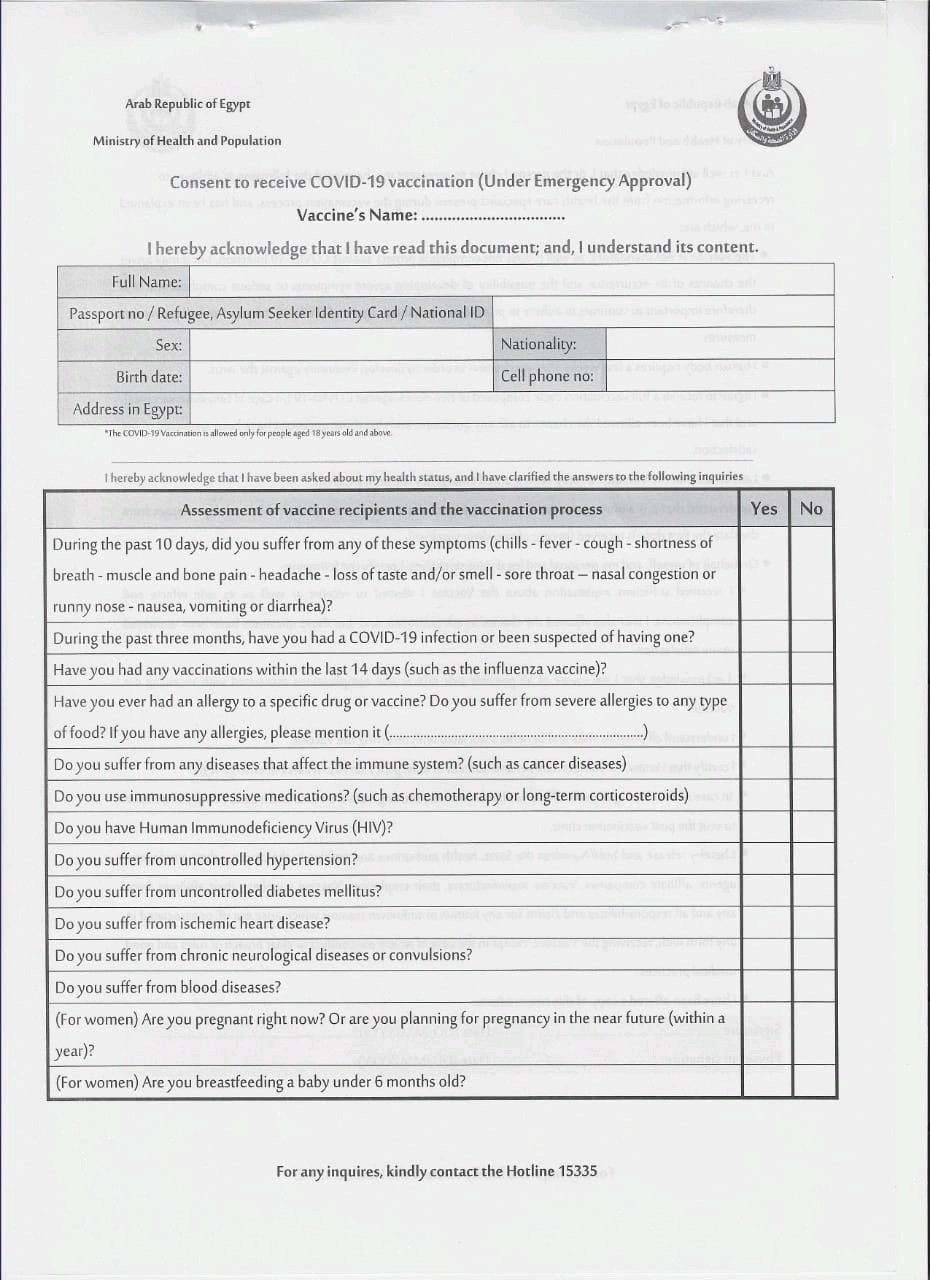 Arab Republic of Egypt
Ministry of Health and Population
Consent to receive COVID-19 vaccination (Under Emergency Approval)
Vaccine's Name: .................................
I hereby acknowledge that I have read this document; and, I understand its content.
Full Name:
Passport no / Refugee, Asylum Seeker Identity Card / National ID
Sex: Nationality:
Birth date: Cell phone no:
Address in Egypt:
*The COVID-19 Vaccination is allowed only for people aged 18 years old and above.
I hereby acknowledge that I have been asked about my health status, and I have clarified the answers to the following inquiries
Assessment of vaccine recipients and the vaccination process Yes No
During the past 10 days, did you suffer from any of these symptoms (chills - fever - cough - shortness of
breath - muscle and bone pain - headache - loss of taste and/or smell - sore throat – nasal congestion or
runny nose - nausea, vomiting or diarrhea)?
During the past three months, have you had a COVID-19 infection or been suspected of having one?
Have you had any vaccinations within the last 14 days (such as the influenza vaccine)?
Have you ever had an allergy to a specific drug or vaccine? Do you suffer from severe allergies to any type
of food? If you have any allergies, please mention it (..........................................................)
Do you suffer from any diseases that affect the immune system? (such as cancer diseases)
Do you use immunosuppressive medications? (such as chemotherapy or long-term corticosteroids)
Do you have Human Immunodeficiency Virus (HIV)?
Do you suffer from uncontrolled hypertension?
Do you suffer from uncontrolled diabetes mellitus?
Do you suffer from ischemic heart disease?
Do you suffer from chronic neurological diseases or convulsions?
Do you suffer from blood diseases?
(For women) Are you pregnant right now? Or are you planning for pregnancy in the near future (within a
year)?
(For women) Are you breastfeeding a baby under 6 months old?
For any inquires, kindly contact the Hotline 15335